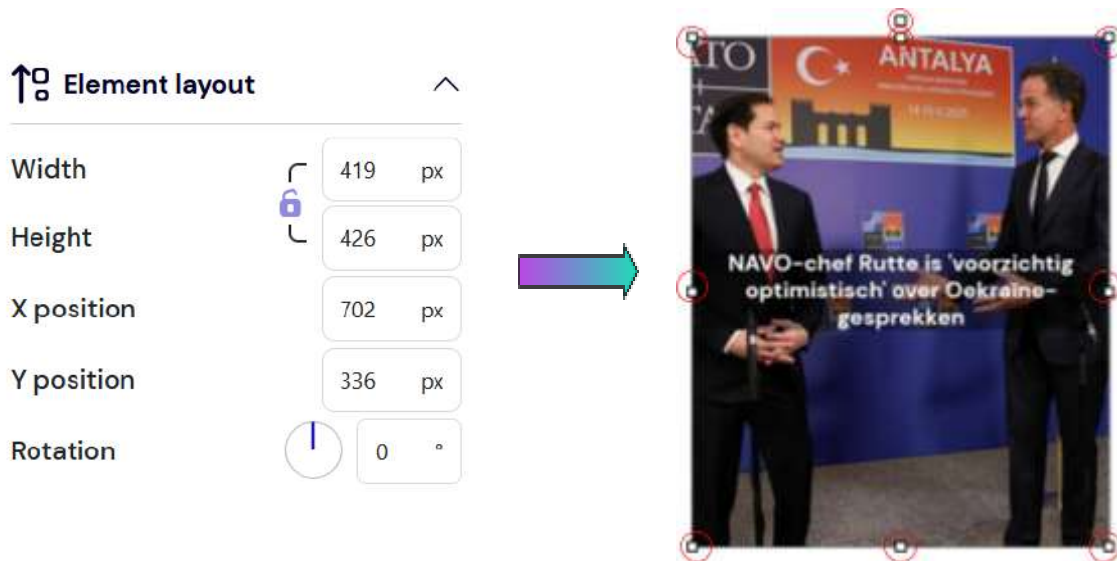 Element layout
Width
419 px
Height
426 px
X position
702 px
Y position
336 px
Rotation
0 °
ATO
ANTALYA
NAVO-chef Rutte is 'voorzichtig
optimistisch' over Oekraïne-
gesprekken